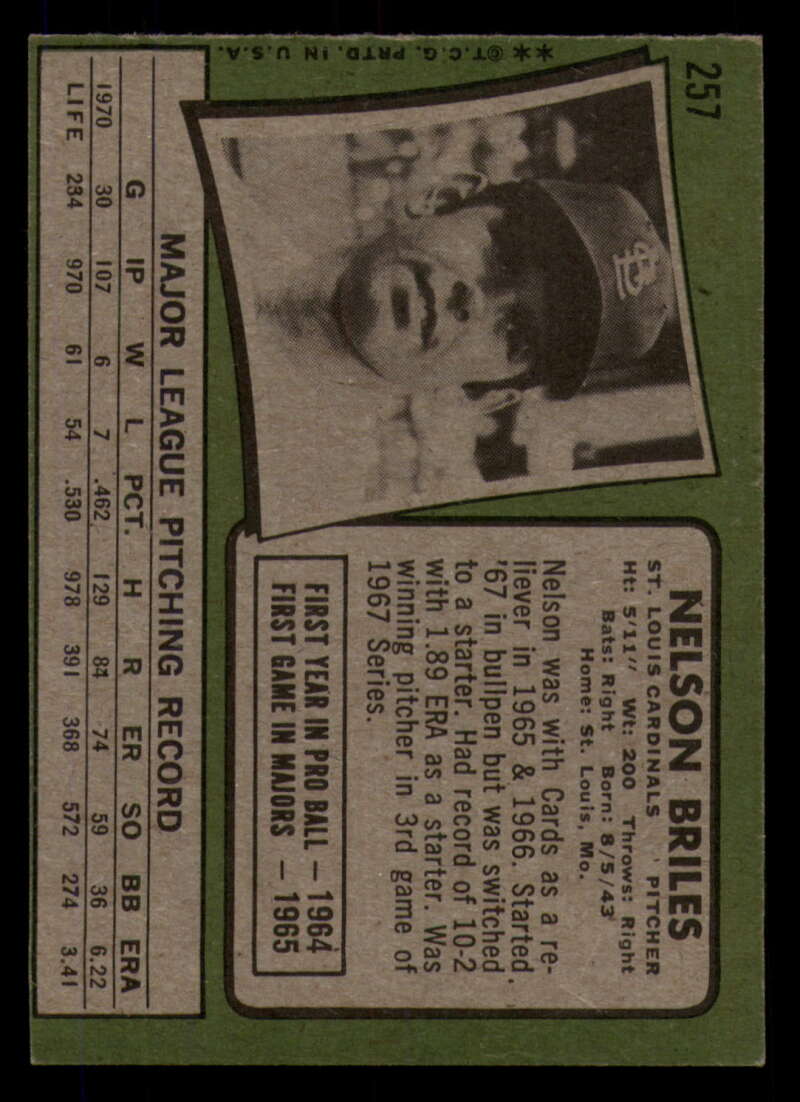 257
NELSON BRILES
ST. LOUIS CARDINALS PITCHER
Ht: 5'11" Wt: 200 Throws: Right
Bats: Right Born: 8/5/43
Home: St. Louis, Mo.
Nelson was with Cards as a re-
liever in 1965 & 1966. Started
'67 in bullpen but was switched
to a starter. Had record of 10-2
with 1.89 ERA as a starter. Was
winning pitcher in 3rd game of
1967 Series.
FIRST YEAR IN PRO BALL — 1964
FIRST GAME IN MAJORS — 1965
StL
MAJOR LEAGUE PITCHING RECORD
G IP W L PCT. H R ER SO BB ERA
1970 30 107 6 7 .462 129 84 74 59 36 6.22
LIFE 234 970 61 54 .530 978 391 368 572 274 3.41
**©T.C.G. PRTD. IN U.S.A.